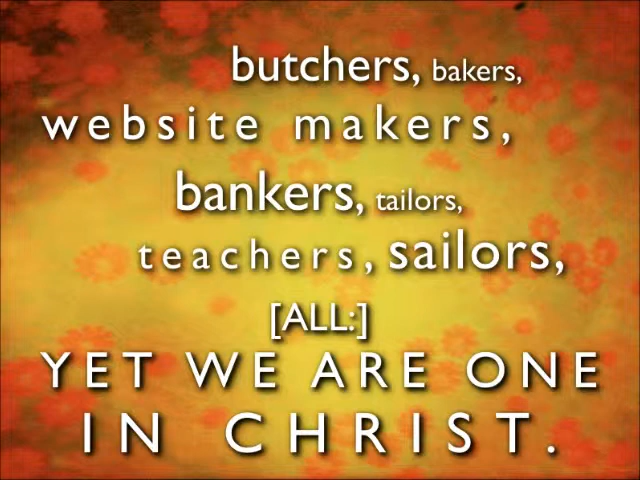 butchers, bakers,
website makers,
bankers, tailors,
teachers, sailors,
[ALL:]
YET WE ARE ONE
IN CHRIST.